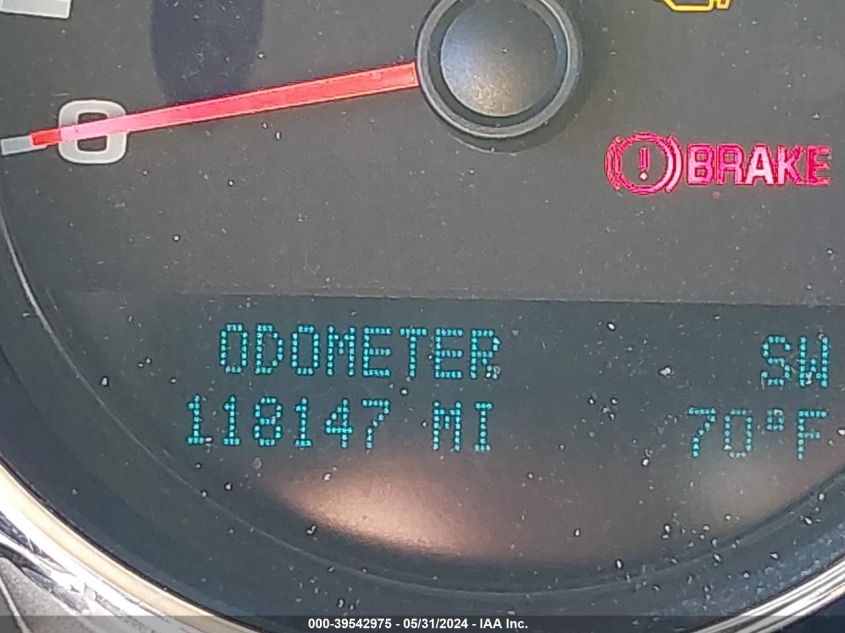 0
BRAKE
ODOMETER
SW
118147 MI
70°F
000-39542975 - 05/31/2024 - IAA Inc.